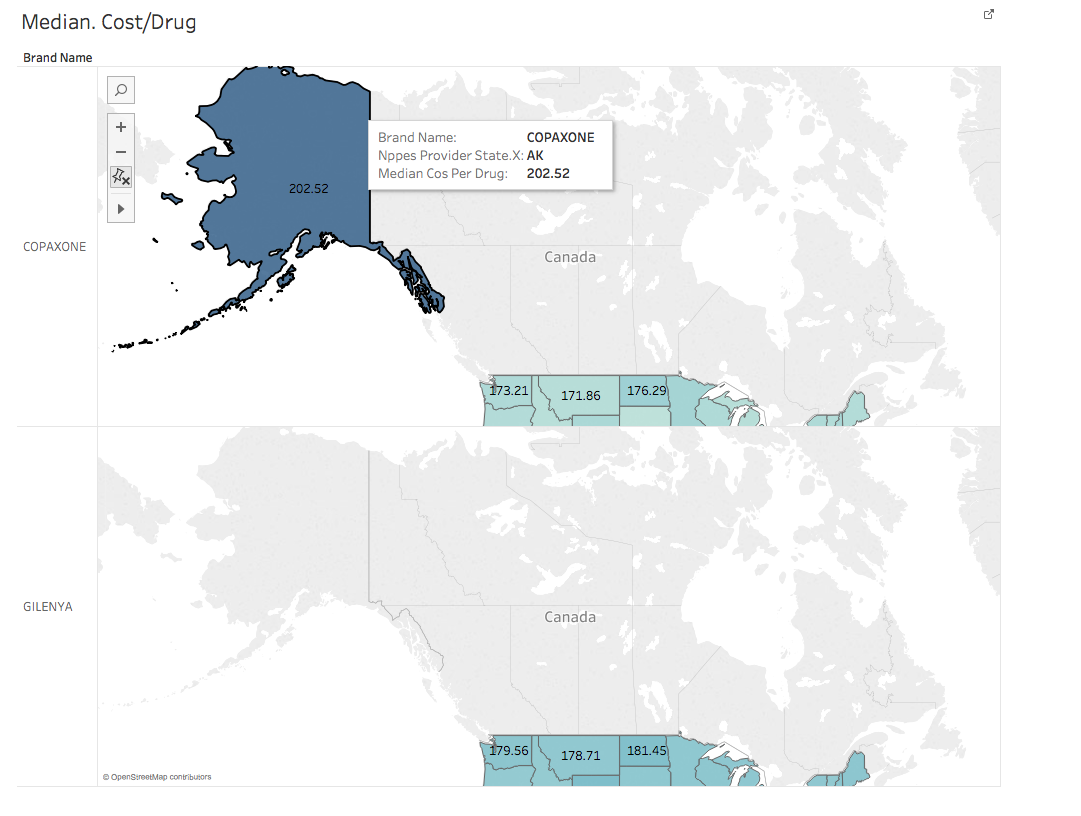 Median. Cost/Drug
Brand Name
COPAXONE
202.52
Brand Name: COPAXONE
Nppes Provider State.X: AK
Median Cos Per Drug: 202.52
Canada
173.21
171.86
176.29
GILENYA
Canada
179.56
178.71
181.45
© OpenStreetMap contributors